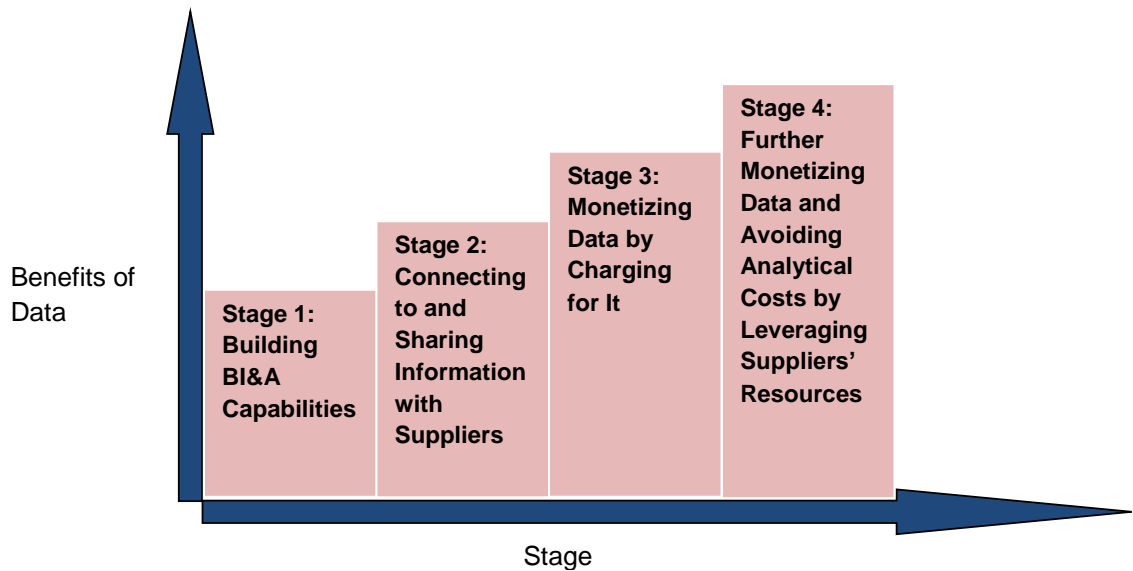 Benefits of
Data
Stage 1:
Building
BI&A
Capabilities
Stage 2:
Connecting
to and
Sharing
Information
with
Suppliers
Stage 3:
Monetizing
Data by
Charging
for It
Stage 4:
Further
Monetizing
Data and
Avoiding
Analytical
Costs by
Leveraging
Suppliers’
Resources
Stage